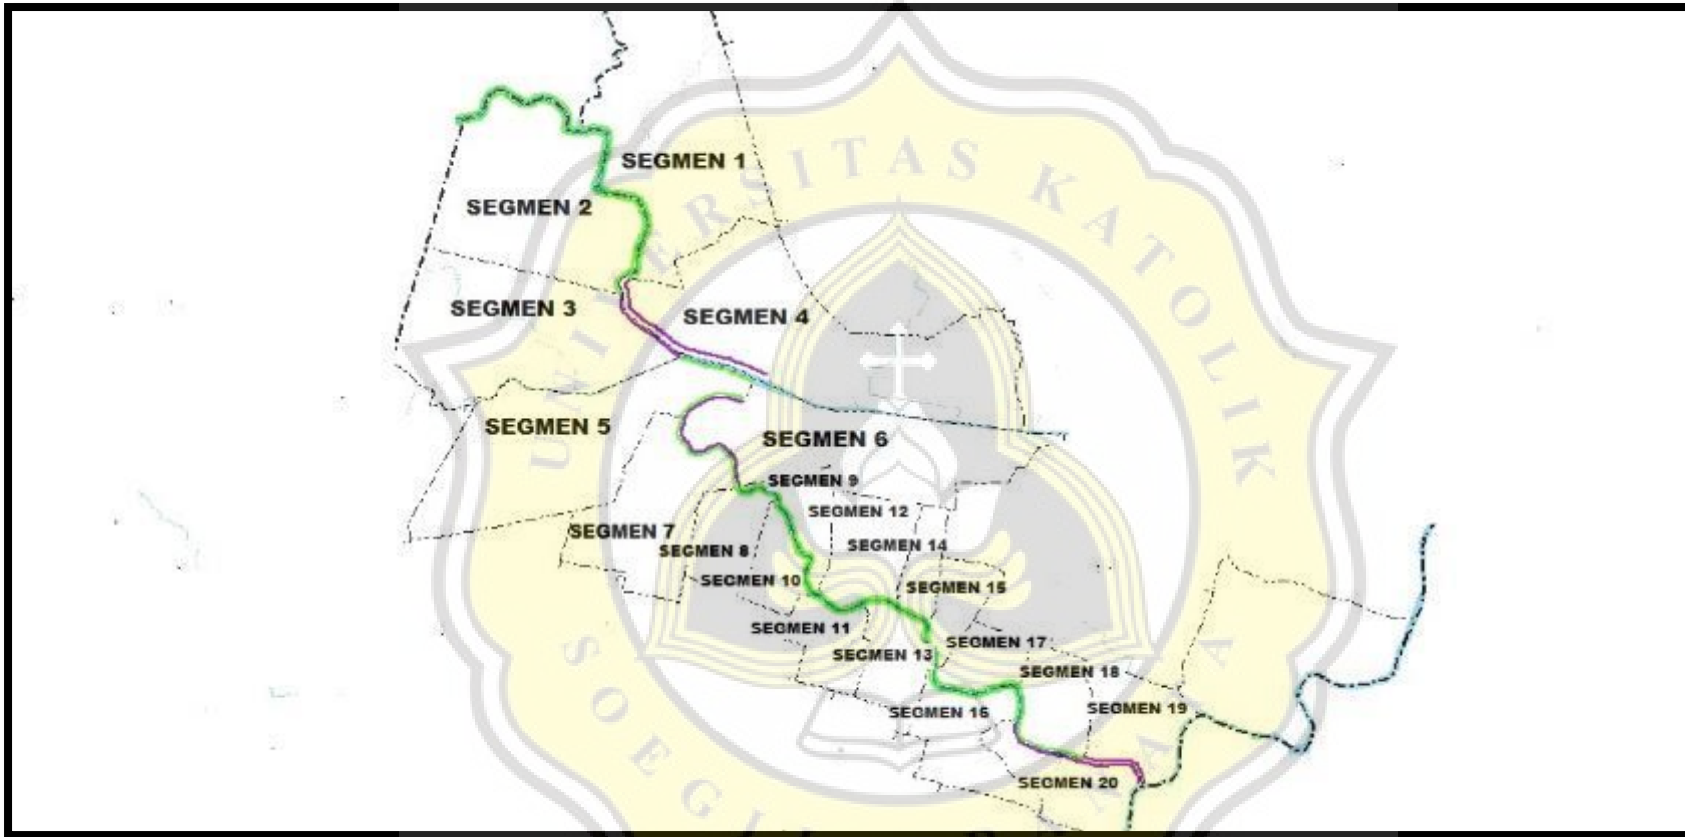 SEGMEN 1
SEGMEN 2
SEGMEN 3
SEGMEN 4
SEGMEN 5
SEGMEN 6
SEGMEN 9
SEGMEN 12
SEGMEN 7
SEGMEN 8
SEGMEN 14
SEGMEN 10
SEGMEN 15
SEGMEN 11
SEGMEN 13
SEGMEN 17
SEGMEN 18
SEGMEN 16
SEGMEN 19
SEGMEN 20
UNIVERSITAS KATOLIK